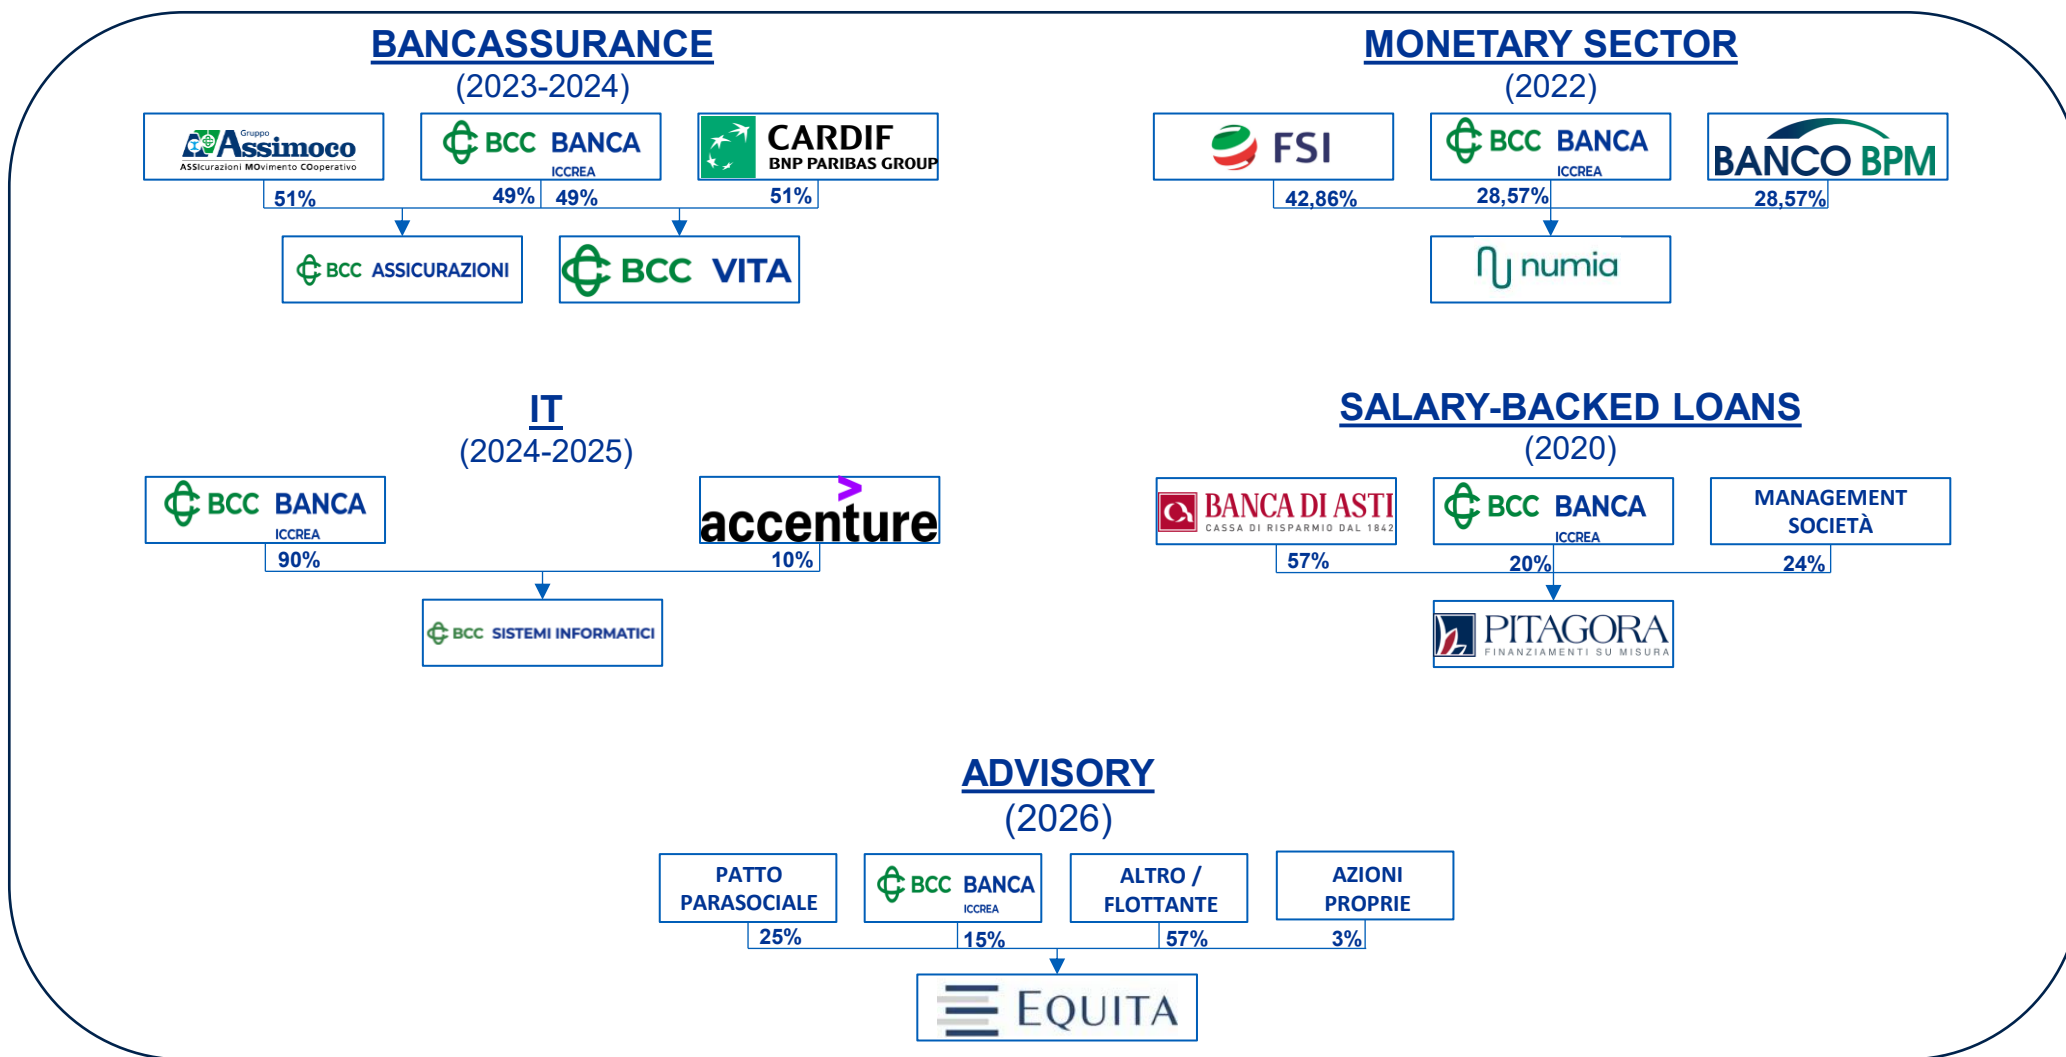 BANCASSURANCE
(2023-2024)
Gruppo
Assimoco
ASSIcurazioni MOvimento COoperativo
BCC BANCA
ICCREA
CARDIF
BNP PARIBAS GROUP
51%
49%
49%
51%
BCC ASSICURAZIONI
BCC VITA
MONETARY SECTOR
(2022)
FSI
BCC BANCA
ICCREA
BANCO BPM
42,86%
28,57%
28,57%
numia
IT
(2024-2025)
BCC BANCA
ICCREA
>
accenture
90%
10%
BCC SISTEMI INFORMATICI
SALARY-BACKED LOANS
(2020)
BANCA DI ASTI
CASSA DI RISPARMIO DAL 1842
BCC BANCA
ICCREA
MANAGEMENT
SOCIETÀ
57%
20%
24%
PITAGORA
FINANZIAMENTI SU MISURA
ADVISORY
(2026)
PATTO
PARASOCIALE
BCC BANCA
ICCREA
ALTRO /
FLOTTANTE
AZIONI
PROPRIE
25%
15%
57%
3%
EQUITA